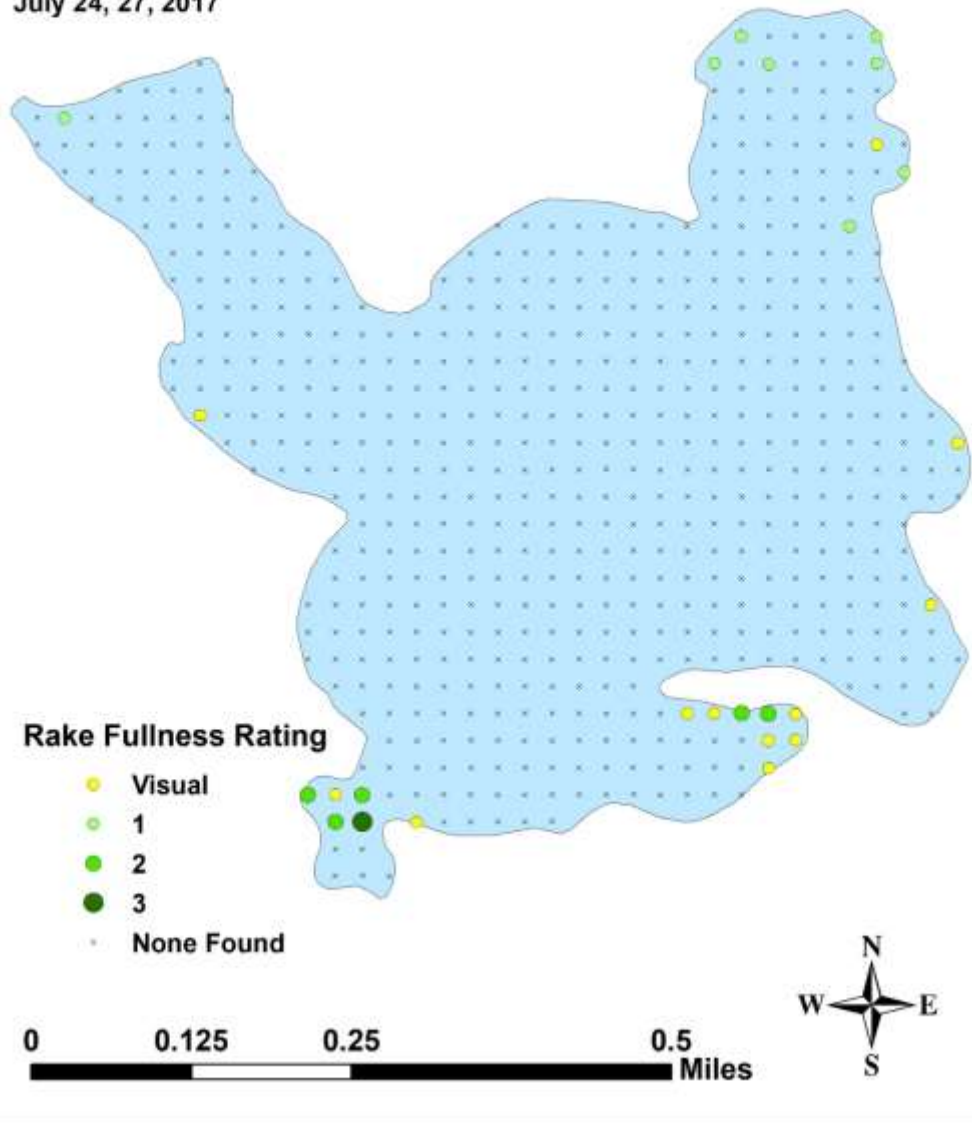 July 24, 27, 2017
Rake Fullness Rating
Visual
1
2
3
None Found
N
W E
S
0 0.125 0.25 0.5
Miles